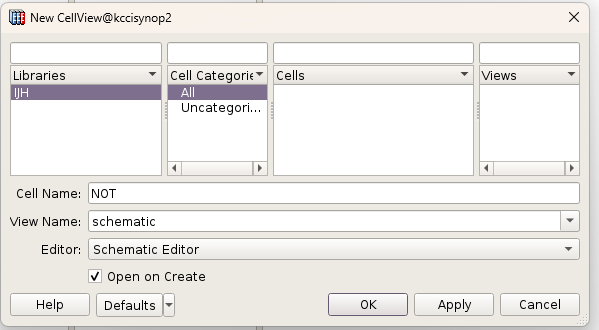 New CellView@kccisynop2
Libraries
Cell Categorie
Cells
Views
IJH
All
Uncategori...
Cell Name: NOT
View Name: schematic
Editor: Schematic Editor
Open on Create
Help Defaults OK Apply Cancel